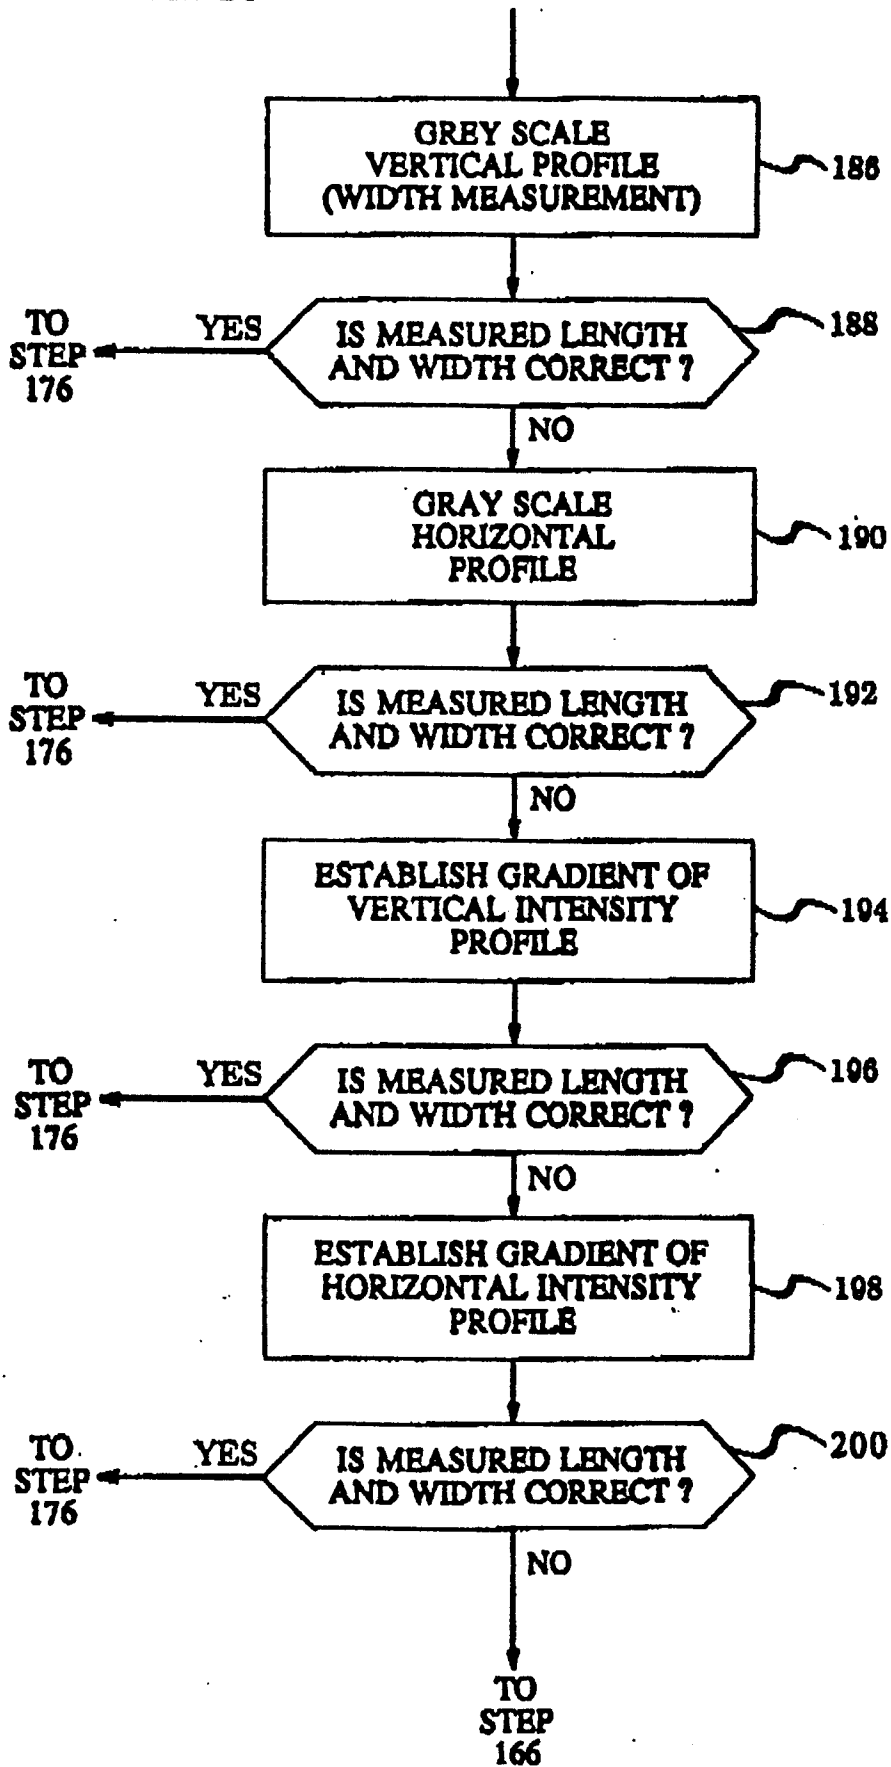 GREY SCALE
VERTICAL PROFILE
(WIDTH MEASUREMENT)
186
TO
STEP
176
YES
IS MEASURED LENGTH
AND WIDTH CORRECT ?
188
NO
GRAY SCALE
HORIZONTAL
PROFILE
190
TO
STEP
176
YES
IS MEASURED LENGTH
AND WIDTH CORRECT ?
192
NO
ESTABLISH GRADIENT OF
VERTICAL INTENSITY
PROFILE
194
TO
STEP
176
YES
IS MEASURED LENGTH
AND WIDTH CORRECT ?
196
NO
ESTABLISH GRADIENT OF
HORIZONTAL INTENSITY
PROFILE
198
TO
STEP
176
YES
IS MEASURED LENGTH
AND WIDTH CORRECT ?
200
NO
TO
STEP
166